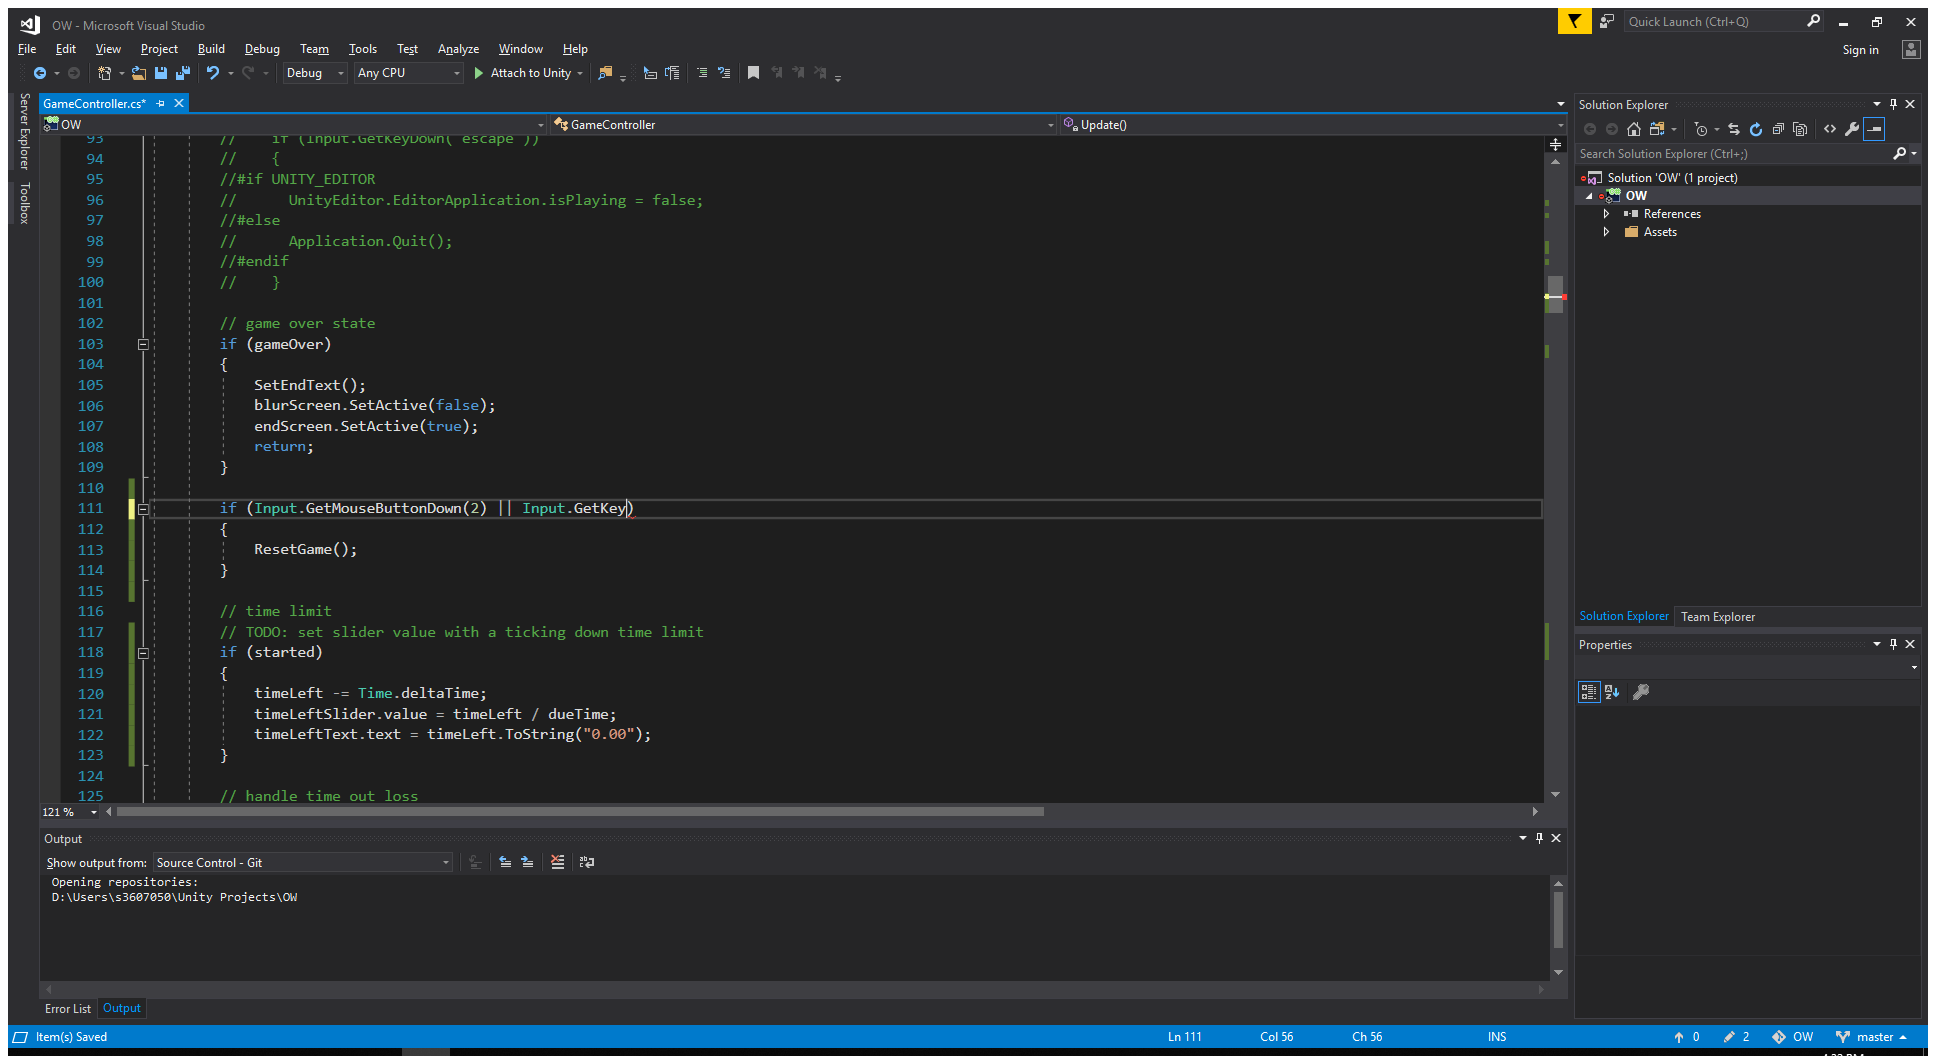 OW - Microsoft Visual Studio
Quick Launch (Ctrl+Q)
File Edit View Project Build Debug Team Tools Test Analyze Window Help
Sign in
Debug Any CPU Attach to Unity
Server Explorer
Toolbox
GameController.cs*
OW GameController Update()
93 // if (Input.GetKeyDown("escape"))
94 // {
95 //#if UNITY_EDITOR
96 // UnityEditor.EditorApplication.isPlaying = false;
97 //#else
98 // Application.Quit();
99 //#endif
100 // }
101
102 // game over state
103 if (gameOver)
104 {
105 SetEndText();
106 blurScreen.SetActive(false);
107 endScreen.SetActive(true);
108 return;
109 }
110
111 if (Input.GetMouseButtonDown(2) || Input.GetKey)
112 {
113 ResetGame();
114 }
115
116 // time limit
117 // TODO: set slider value with a ticking down time limit
118 if (started)
119 {
120 timeLeft -= Time.deltaTime;
121 timeLeftSlider.value = timeLeft / dueTime;
122 timeLeftText.text = timeLeft.ToString("0.00");
123 }
124
125 // handle time out loss
121 %
Output
Show output from: Source Control - Git
Opening repositories:
D:\Users\s3607050\Unity Projects\OW
Error List Output
Solution Explorer
Search Solution Explorer (Ctrl+;)
Solution 'OW' (1 project)
OW
References
Assets
Solution Explorer Team Explorer
Properties
Item(s) Saved Ln 111 Col 56 Ch 56 INS 0 2 OW master